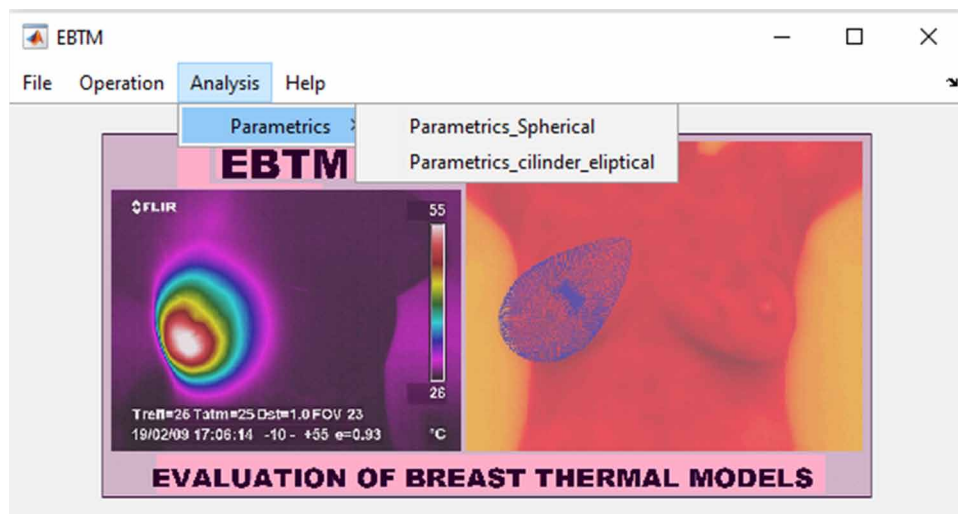 EBTM
File Operation Analysis Help
Parametrics
Parametrics_Spherical
Parametrics_cilinder_eliptical
EBTM
FLIR
55
26
Trefl=26 Tatm=25 Dst=1.0 FOV 23
19/02/09 17:06:14 -10 - +55 e=0.93 °C
EVALUATION OF BREAST THERMAL MODELS